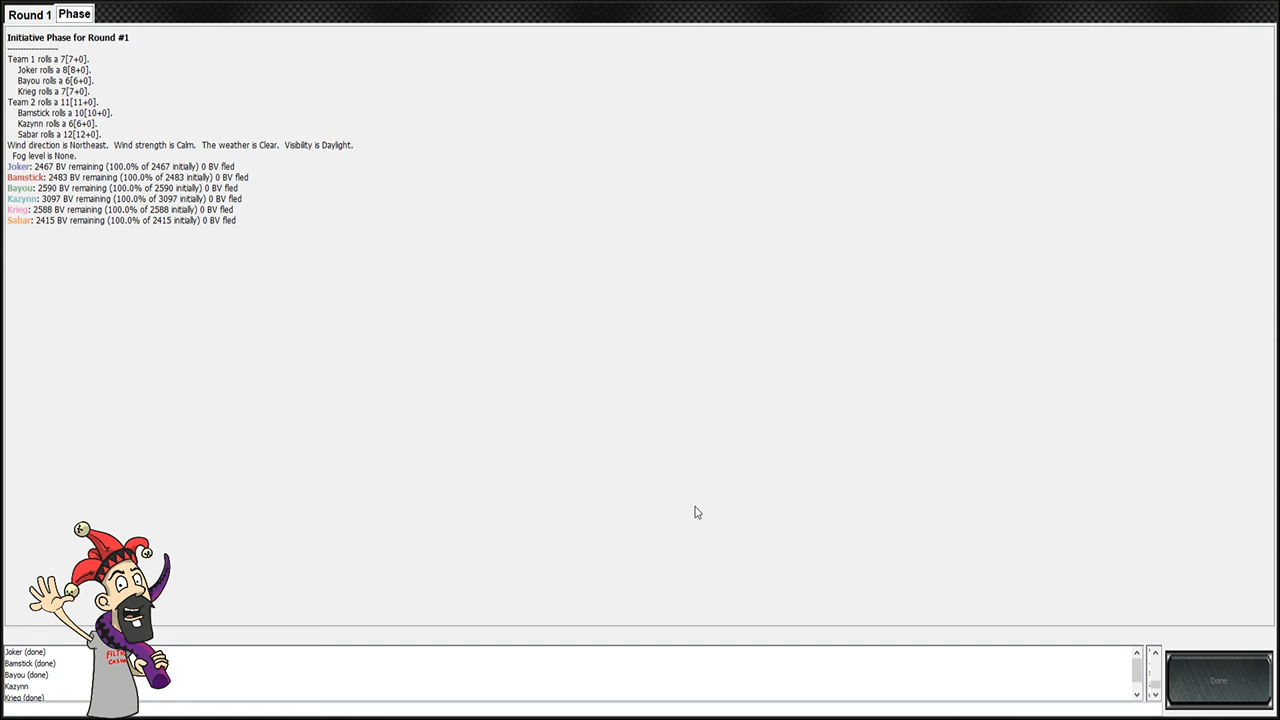 Round 1 Phase
Initiative Phase for Round #1
-------------------
Team 1 rolls a 7[7+0].
Joker rolls a 8[8+0].
Bayou rolls a 6[6+0].
Krieg rolls a 7[7+0].
Team 2 rolls a 11[11+0].
Bamstick rolls a 10[10+0].
Kazynn rolls a 6[6+0].
Sabar rolls a 12[12+0].
Wind direction is Northeast. Wind strength is Calm. The weather is Clear. Visibility is Daylight.
Fog level is None.
Joker: 2467 BV remaining (100.0% of 2467 initially) 0 BV fled
Bamstick: 2483 BV remaining (100.0% of 2483 initially) 0 BV fled
Bayou: 2590 BV remaining (100.0% of 2590 initially) 0 BV fled
Kazynn: 3097 BV remaining (100.0% of 3097 initially) 0 BV fled
Krieg: 2588 BV remaining (100.0% of 2588 initially) 0 BV fled
Sabar: 2415 BV remaining (100.0% of 2415 initially) 0 BV fled
Joker (done)
Bamstick (done)
Bayou (done)
Kazynn
Krieg (done)
Done